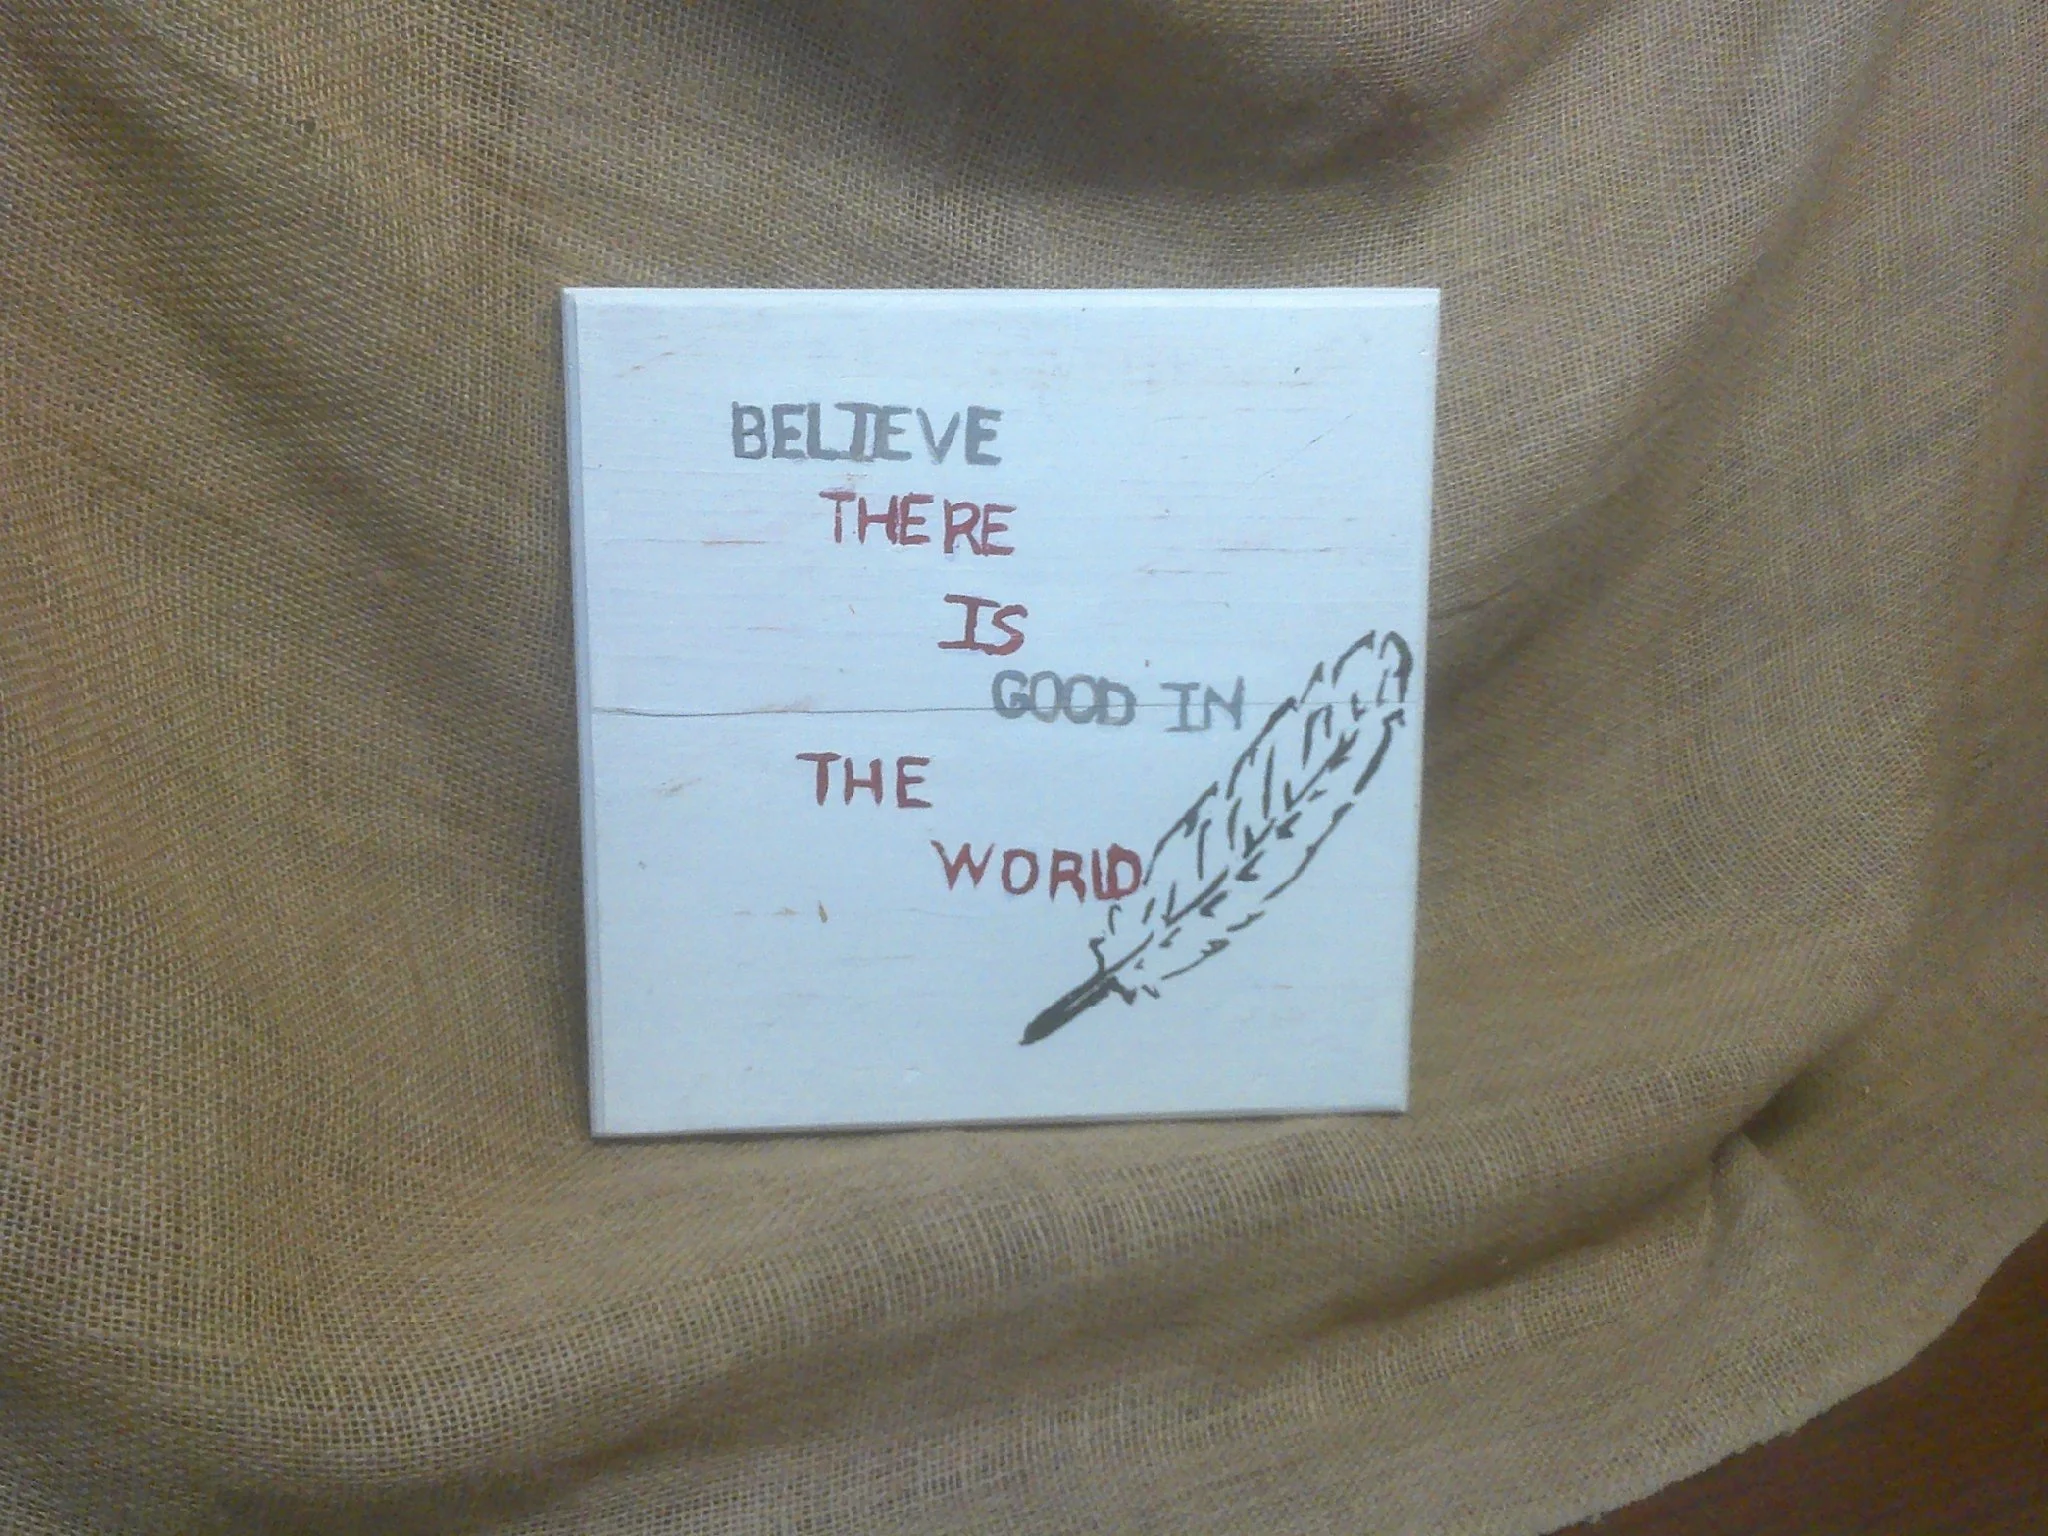 BELIEVE
THERE
IS
GOOD IN
THE
WORLD